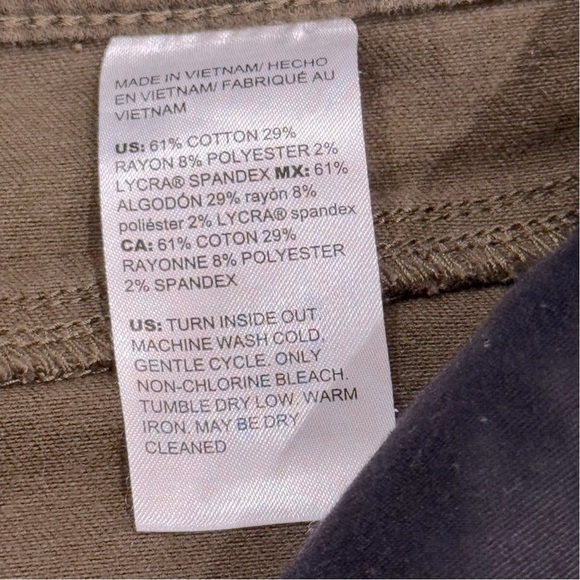 MADE IN VIETNAM/ HECHO
EN VIETNAM/ FABRIQUÉ AU
VIETNAM
US: 61% COTTON 29%
RAYON 8% POLYESTER 2%
LYCRA® SPANDEX MX: 61%
ALGODÓN 29% rayón 8%
poliéster 2% LYCRA® spandex
CA: 61% COTON 29%
RAYONNE 8% POLYESTER
2% SPANDEX
US: TURN INSIDE OUT.
MACHINE WASH COLD,
GENTLE CYCLE. ONLY
NON-CHLORINE BLEACH.
TUMBLE DRY LOW. WARM
IRON. MAY BE DRY
CLEANED